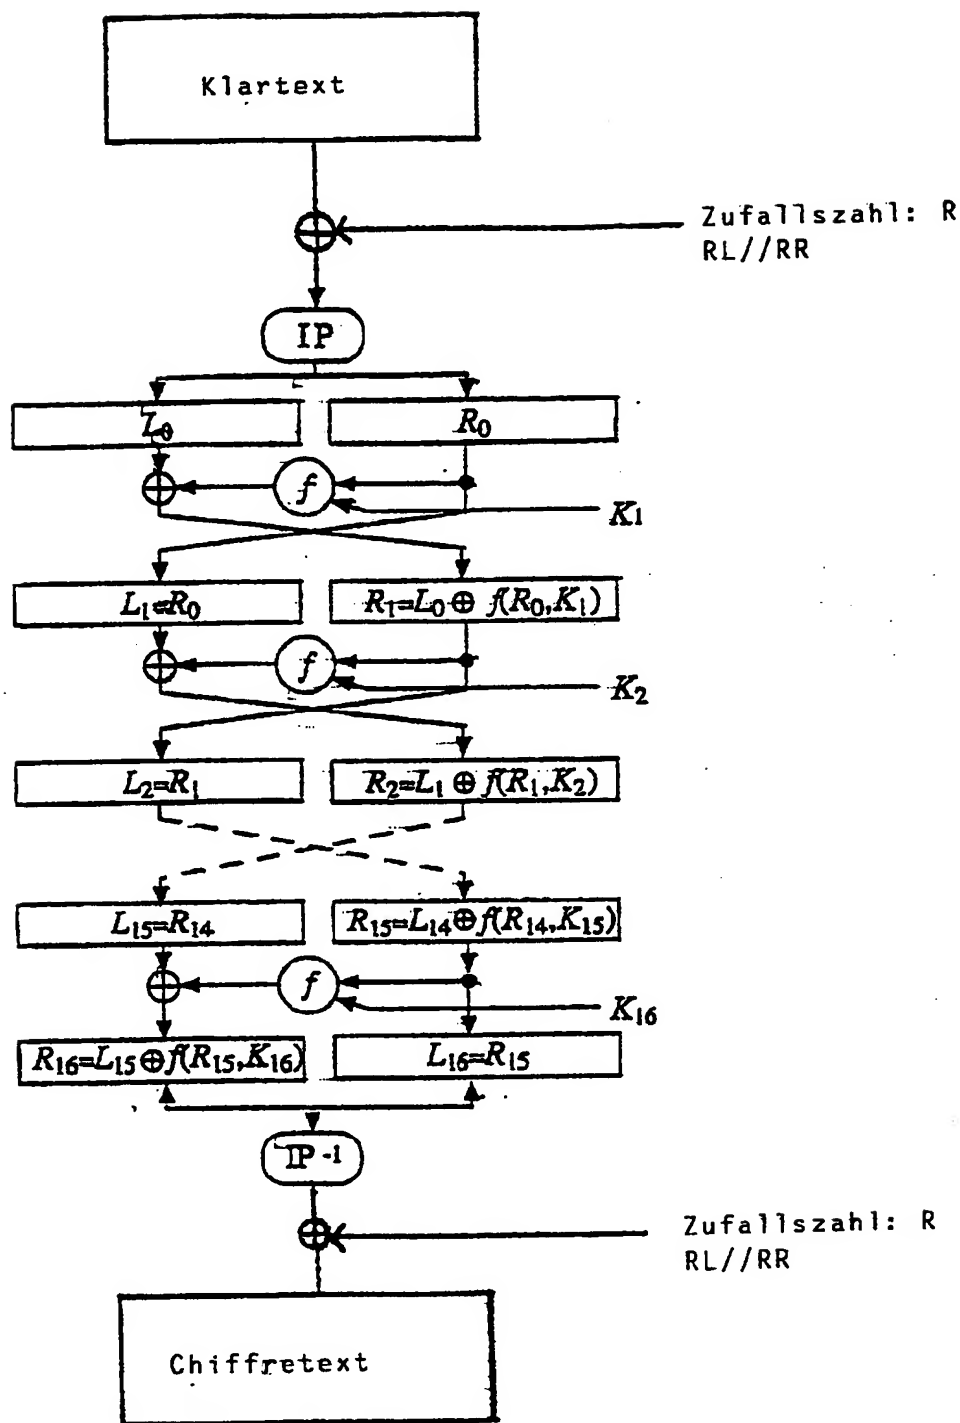 Klartext
Zufallszahl: R
RL//RR
IP
L₀
R₀
f
K1
L₁=R₀
R₁=L₀⊕ f(R₀,K₁)
f
K₂
L₂=R₁
R₂=L₁ ⊕ f(R₁,K₂)
L₁₅=R₁₄
R₁₅=L₁₄⊕f(R₁₄,K₁₅)
f
K₁₆
R₁₆=L₁₅⊕f(R₁₅,K₁₆)
L₁₆=R₁₅
IP⁻¹
Zufallszahl: R
RL//RR
Chiffretext